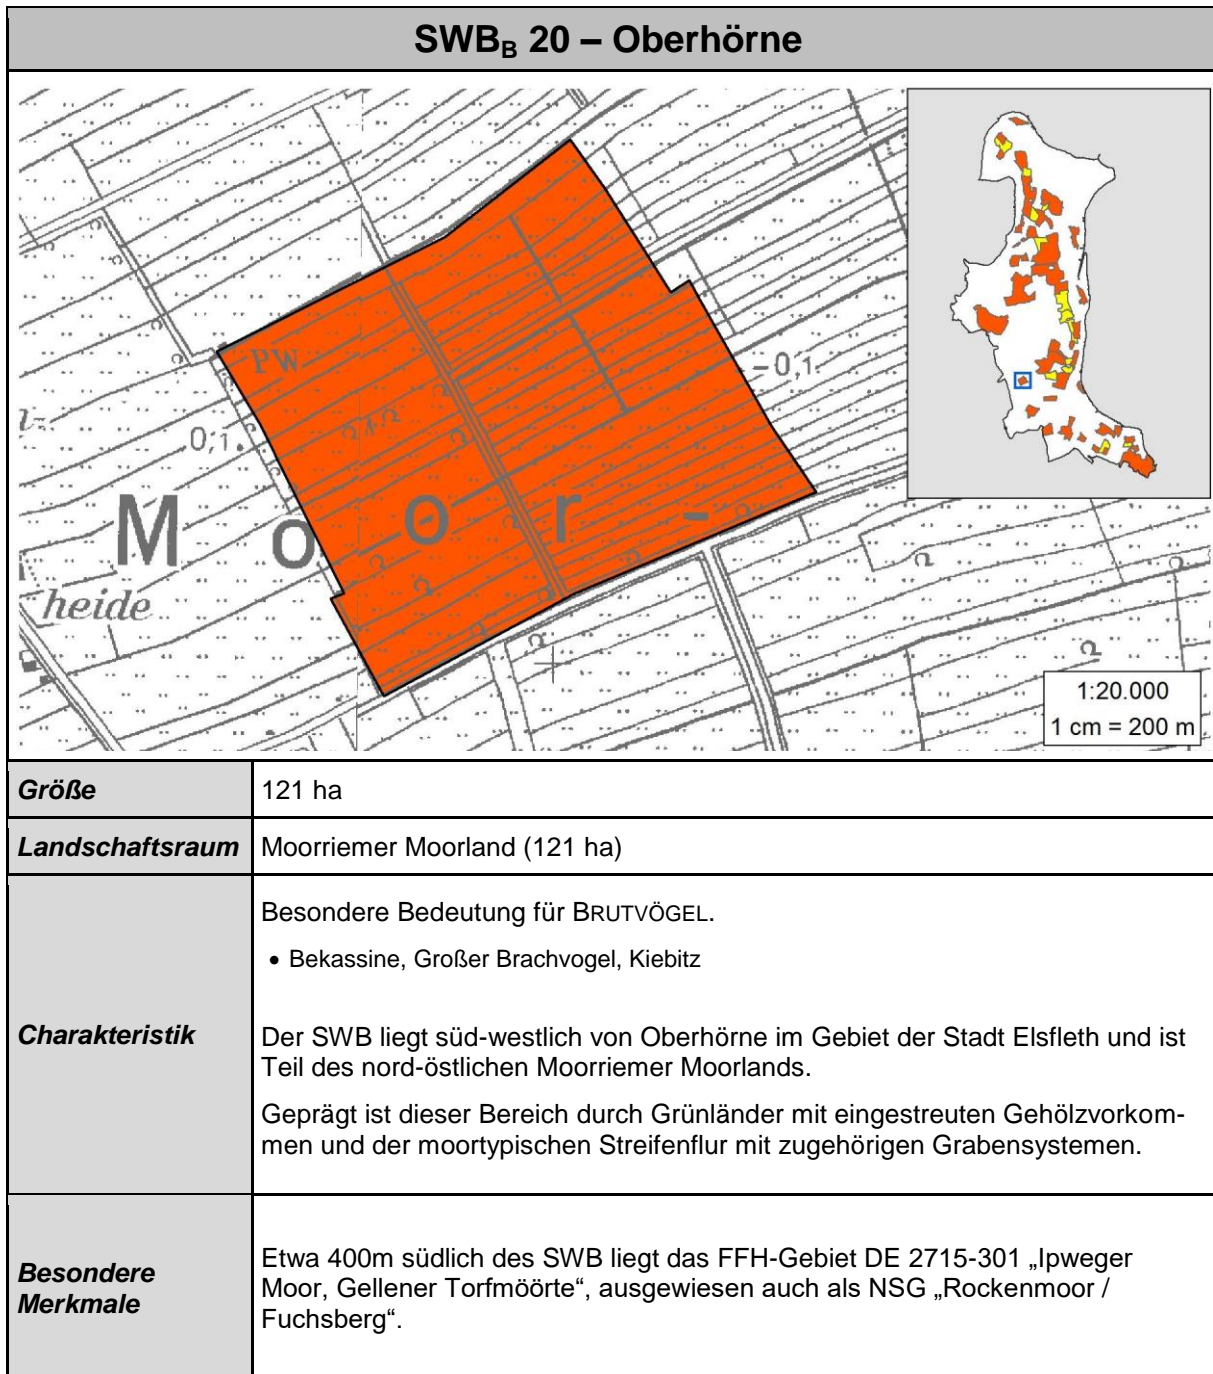 SWB_B 20 – Oberhörne
PW
0,1
-0,1
M o o r -
heide
1:20.000
1 cm = 200 m
Größe
121 ha
Landschaftsraum
Moorriemer Moorland (121 ha)
Charakteristik
Besondere Bedeutung für BRUTVÖGEL.
• Bekassine, Großer Brachvogel, Kiebitz
Der SWB liegt süd-westlich von Oberhörne im Gebiet der Stadt Elsfleth und ist
Teil des nord-östlichen Moorriemer Moorlands.
Geprägt ist dieser Bereich durch Grünländer mit eingestreuten Gehölzvorkom-
men und der moortypischen Streifenflur mit zugehörigen Grabensystemen.
Besondere
Merkmale
Etwa 400m südlich des SWB liegt das FFH-Gebiet DE 2715-301 „Ipweger
Moor, Gellener Torfmöörte“, ausgewiesen auch als NSG „Rockenmoor /
Fuchsberg“.